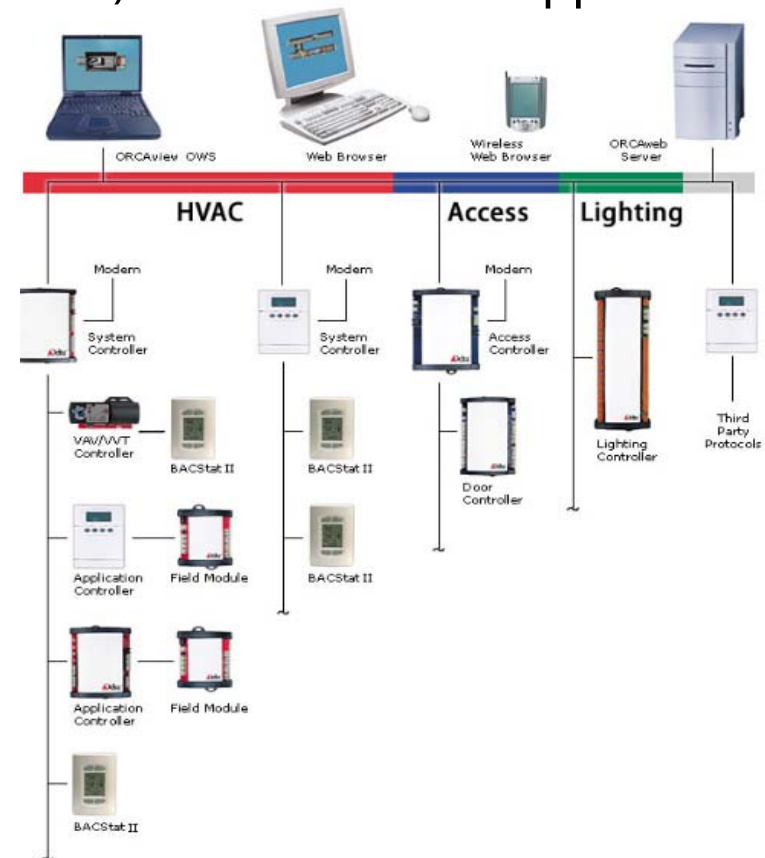 ORCAview OWS
Web Browser
Wireless
Web Browser
ORCAweb
Server
HVAC
Access
Lighting
Modem
System
Controller
Modem
System
Controller
Modem
Access
Controller
Lighting
Controller
Third
Party
Protocols
VAV/VVT
Controller
BACStat II
BACStat II
Door
Controller
Application
Controller
Field Module
BACStat II
Application
Controller
Field Module
BACStat II